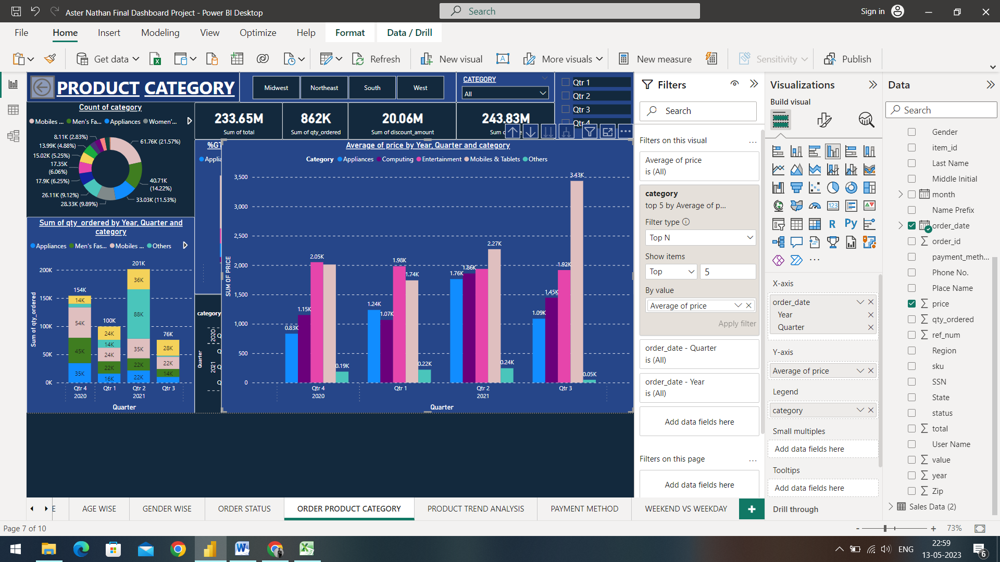 Aster Nathan Final Dashboard Project - Power BI Desktop
Search
Sign in
File Home Insert Modeling View Optimize Help Format Data / Drill
Get data
Refresh
New visual
More visuals
New measure
Sensitivity
Publish
PRODUCT CATEGORY
Midwest Northeast South West
CATEGORY
All
Qtr 1
Qtr 2
Qtr 3
Qtr 4
Count of category
Mobiles ... Men's Fa... Appliances Women'...
8.11K (2.83%)
13.99K (4.88%)
15.02K (5.25%)
17.35K
(6.06%)
17.9K (6.25%)
26.11K (9.12%)
28.33K (9.89%)
61.76K (21.57%)
40.71K
(14.22%)
33.03K (11.53%)
233.65M
Sum of total
862K
Sum of qty_ordered
20.06M
Sum of discount_amount
243.83M
Sum of qty_ordered by Year, Quarter and
category
Appliances Men's Fas... Mobiles ... Others
Sum of qty_ordered
200K
150K
100K
50K
0K
154K
14K
54K
45K
35K
100K
24K
14K
24K
22K
16K
201K
36K
88K
35K
22K
22K
76K
28K
22K
14K
Qtr 4 Qtr 1 Qtr 2 Qtr 3
2020 2021
Quarter
%GT
Applia
category
Quarter
2020
2021
Q
Q
Q
Q
Average of price by Year, Quarter and category
Category Appliances Computing Entertainment Mobiles & Tablets Others
SUM OF PRICE
3,500
3,000
2,500
2,000
1,500
1,000
500
0
0.83K
1.15K
2.05K
0.19K
1.24K
1.07K
1.98K
1.74K
0.22K
1.76K
1.86K
2.27K
0.24K
1.09K
1.45K
1.92K
3.43K
0.05K
Qtr 4 Qtr 1 Qtr 2 Qtr 3
2020 2021
Quarter
Filters
Search
Filters on this visual ...
Average of price
is (All)
category
top 5 by Average of p...
Filter type
Top N
Show items
Top 5
By value
Average of price
Apply filter
order_date - Quarter
is (All)
order_date - Year
is (All)
Add data fields here
Filters on this page ...
Add data fields here
Visualizations
Build visual
123
R Py
...
X-axis
order_date
Year
Quarter
Y-axis
Average of price
Legend
category
Small multiples
Add data fields here
Tooltips
Add data fields here
Drill through
Data
Search
Gender
item_id
Last Name
Middle Initial
month
Name Prefix
order_date
order_id
payment_meth...
Phone No.
Place Name
price
qty_ordered
ref_num
Region
sku
SSN
State
status
total
User Name
value
year
Zip
Sales Data (2)
E AGE WISE GENDER WISE ORDER STATUS ORDER PRODUCT CATEGORY PRODUCT TREND ANALYSIS PAYMENT METHOD WEEKEND VS WEEKDAY +
Page 7 of 10
- + 73%
ENG
22:59
13-05-2023
6